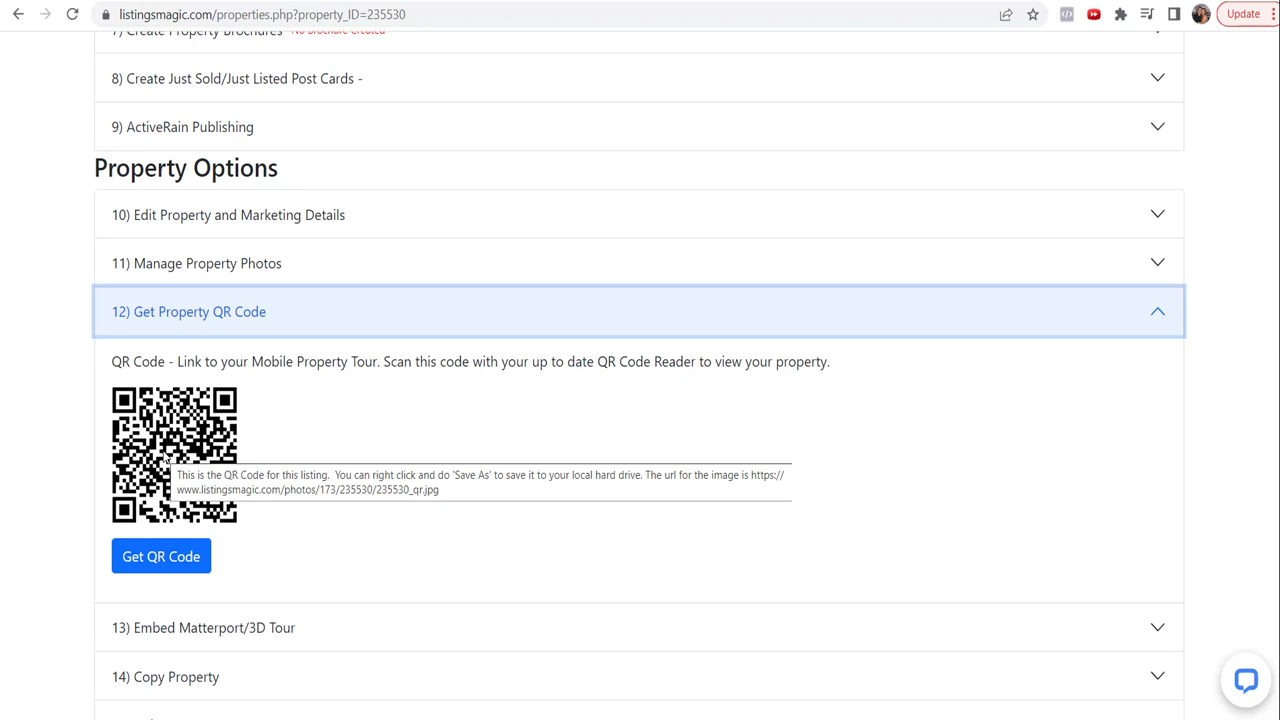 listingsmagic.com/properties.php?property_ID=235530
Update
7) Create Property Brochures - No Brochure Created
8) Create Just Sold/Just Listed Post Cards -
9) ActiveRain Publishing
Property Options
10) Edit Property and Marketing Details
11) Manage Property Photos
12) Get Property QR Code
QR Code - Link to your Mobile Property Tour. Scan this code with your up to date QR Code Reader to view your property.
This is the QR Code for this listing. You can right click and do 'Save As' to save it to your local hard drive. The url for the image is https://
www.listingsmagic.com/photos/173/235530/235530_qr.jpg
Get QR Code
13) Embed Matterport/3D Tour
14) Copy Property